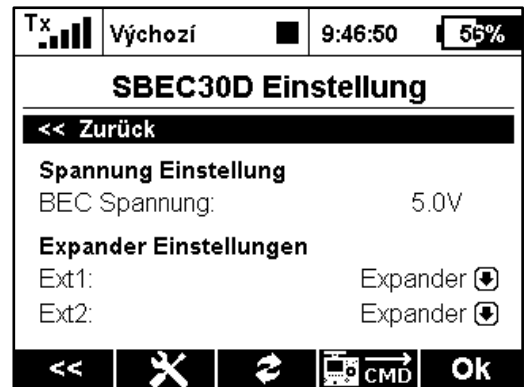 Tx Výchozí 9:46:50 56%
SBEC30D Einstellung
<< Zurück
Spannung Einstellung
BEC Spannung: 5.0V
Expander Einstellungen
Ext1: Expander
Ext2: Expander
<< CMD Ok